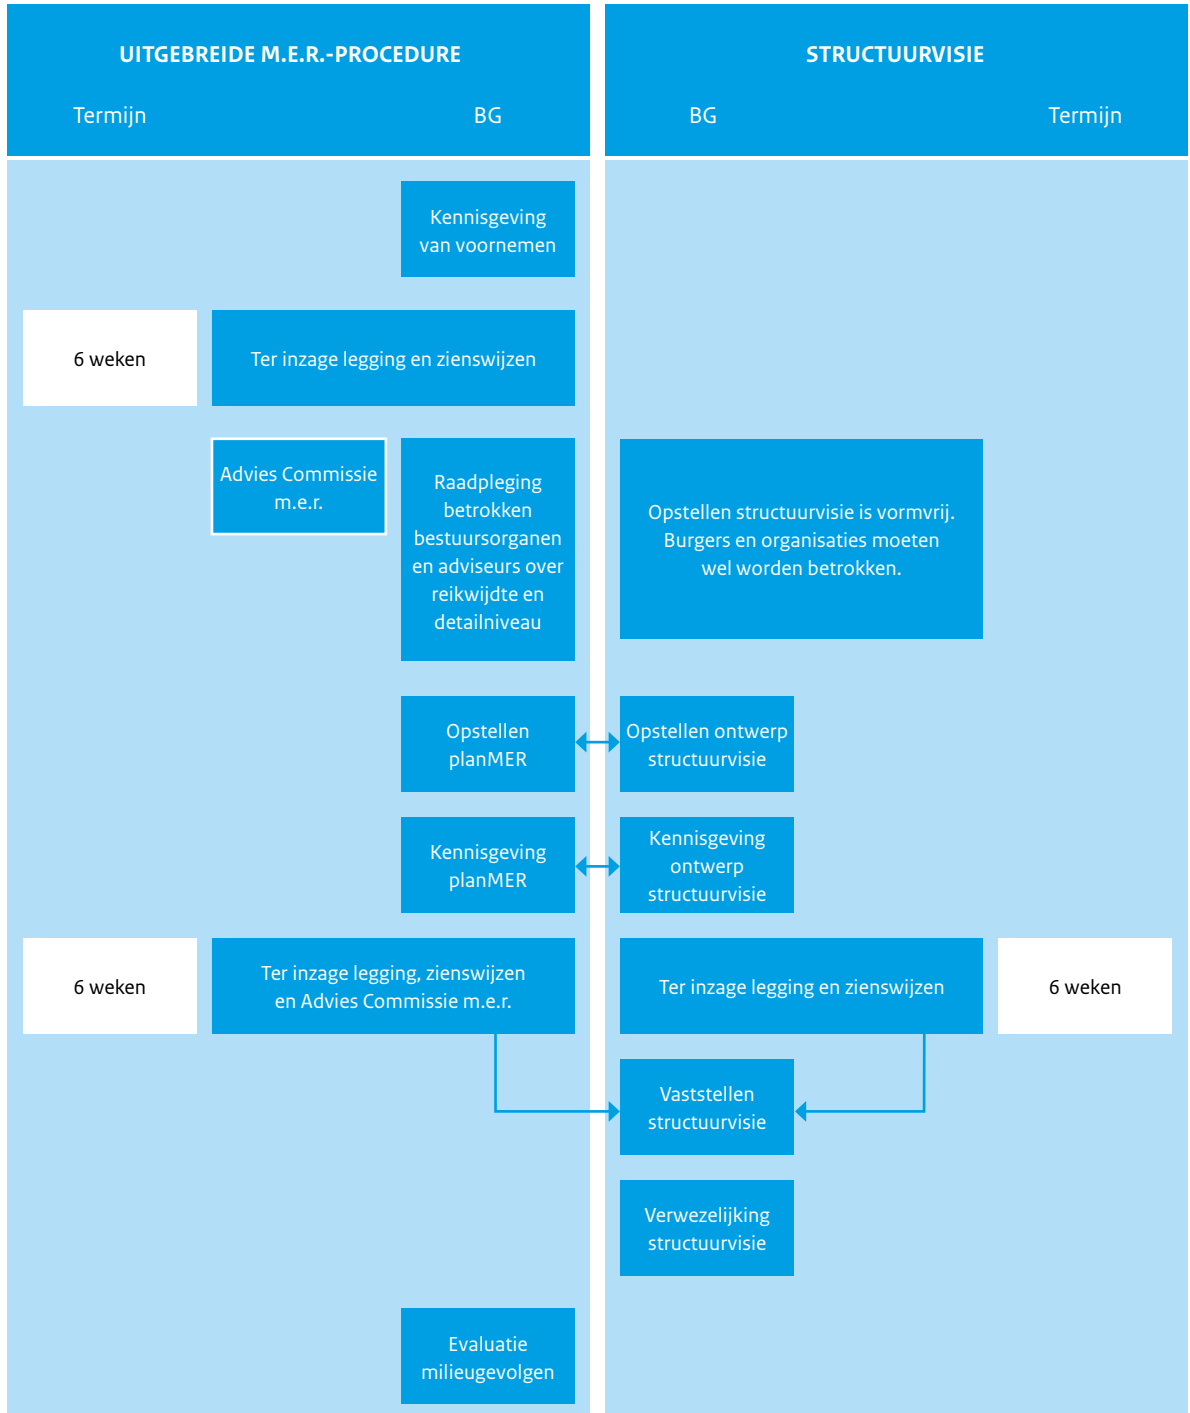 UITGEBREIDE M.E.R.-PROCEDURE
Termijn
BG
STRUCTUURVISIE
BG
Termijn
Kennisgeving
van voornemen
6 weken
Ter inzage legging en zienswijzen
Advies Commissie
m.e.r.
Raadpleging
betrokken
bestuursorganen
en adviseurs over
reikwijdte en
detailniveau
Opstellen structuurvisie is vormvrij.
Burgers en organisaties moeten
wel worden betrokken.
Opstellen
planMER
Opstellen ontwerp
structuurvisie
Kennisgeving
planMER
Kennisgeving
ontwerp
structuurvisie
6 weken
Ter inzage legging, zienswijzen
en Advies Commissie m.e.r.
Ter inzage legging en zienswijzen
6 weken
Vaststellen
structuurvisie
Verwezelijking
structuurvisie
Evaluatie
milieugevolgen